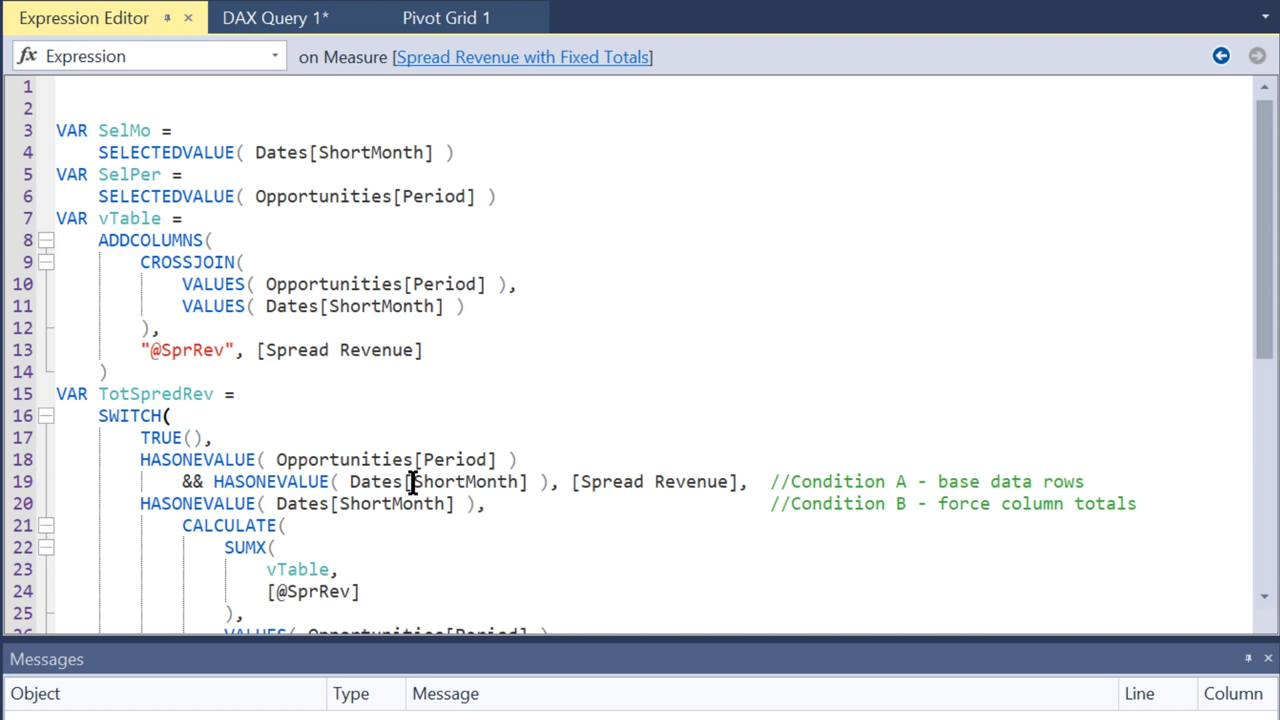 Expression Editor
DAX Query 1*
Pivot Grid 1
fx Expression
on Measure [Spread Revenue with Fixed Totals]
1
2
3 VAR SelMo =
4 SELECTEDVALUE( Dates[ShortMonth] )
5 VAR SelPer =
6 SELECTEDVALUE( Opportunities[Period] )
7 VAR vTable =
8 ADDCOLUMNS(
9 CROSSJOIN(
10 VALUES( Opportunities[Period] ),
11 VALUES( Dates[ShortMonth] )
12 ),
13 "@SprRev", [Spread Revenue]
14 )
15 VAR TotSpredRev =
16 SWITCH(
17 TRUE(),
18 HASONEVALUE( Opportunities[Period] )
19 && HASONEVALUE( Dates[ShortMonth] ), [Spread Revenue], //Condition A - base data rows
20 HASONEVALUE( Dates[ShortMonth] ), //Condition B - force column totals
21 CALCULATE(
22 SUMX(
23 vTable,
24 [@SprRev]
25 ),
26 VALUES( Opportunities[Period] )
Messages
Object Type Message Line Column